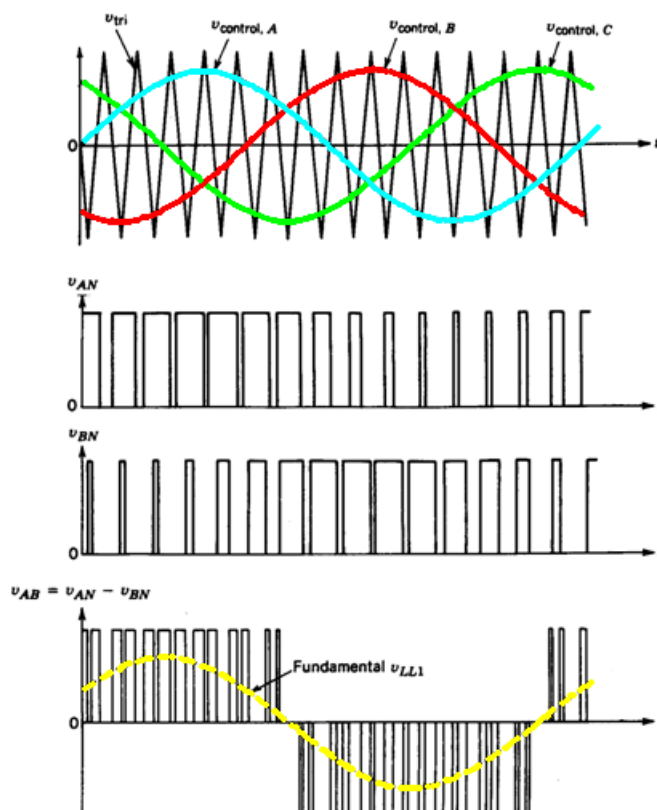 v_tri
v_control, A
v_control, B
v_control, C
0
t
v_AN
0
v_BN
0
v_AB = v_AN − v_BN
Fundamental v_LL1
0